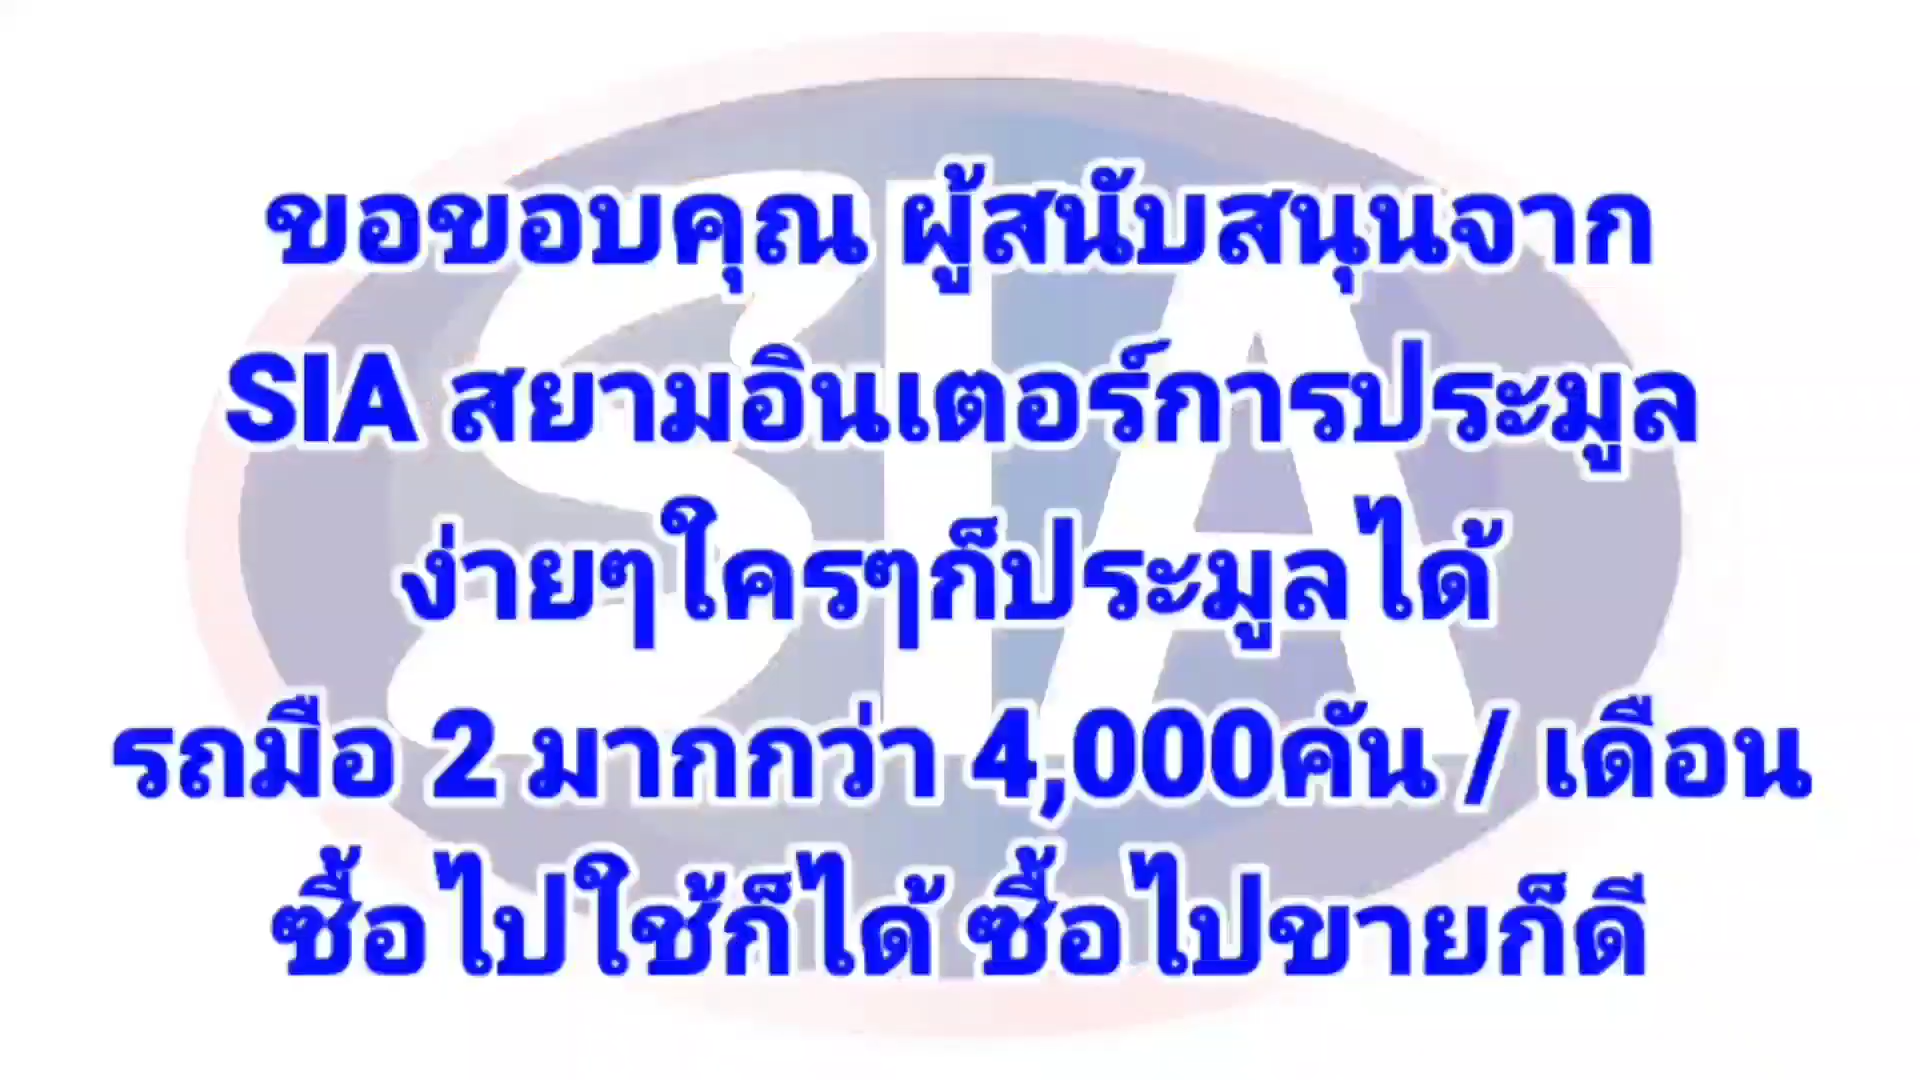 ขอขอบคุณ ผู้สนับสนุนจาก
SIA สยามอินเตอร์การประมูล
ง่ายๆใครๆก็ประมูลได้
รถมือ 2 มากกว่า 4,000คัน / เดือน
ซื้อไปใช้ก็ได้ ซื้อไปขายก็ดี
SIA